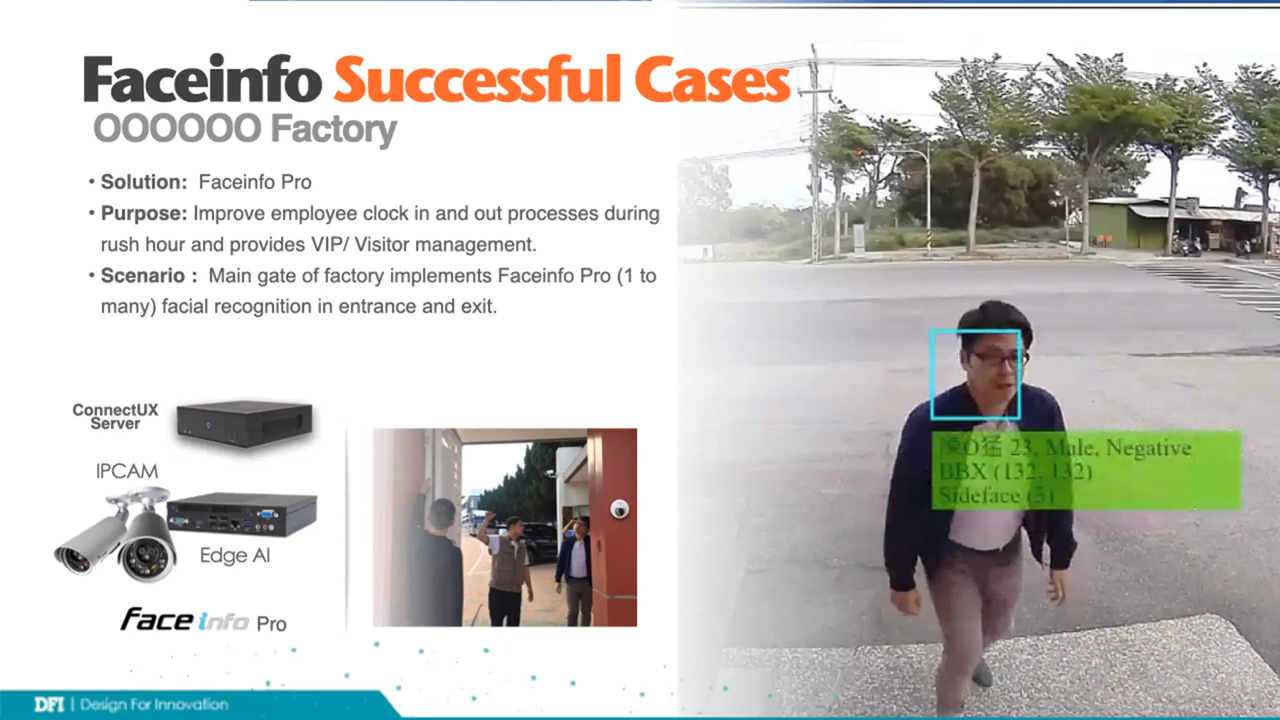 Faceinfo Successful Cases
OOOOOO Factory
• Solution: Faceinfo Pro
• Purpose: Improve employee clock in and out processes during
rush hour and provides VIP/ Visitor management.
• Scenario : Main gate of factory implements Faceinfo Pro (1 to
many) facial recognition in entrance and exit.
ConnectUX
Server
IPCAM
Edge AI
face info Pro
O猛 23, Male, Negative
BBX (132, 132)
Sideface (3)
DFI | Design For Innovation